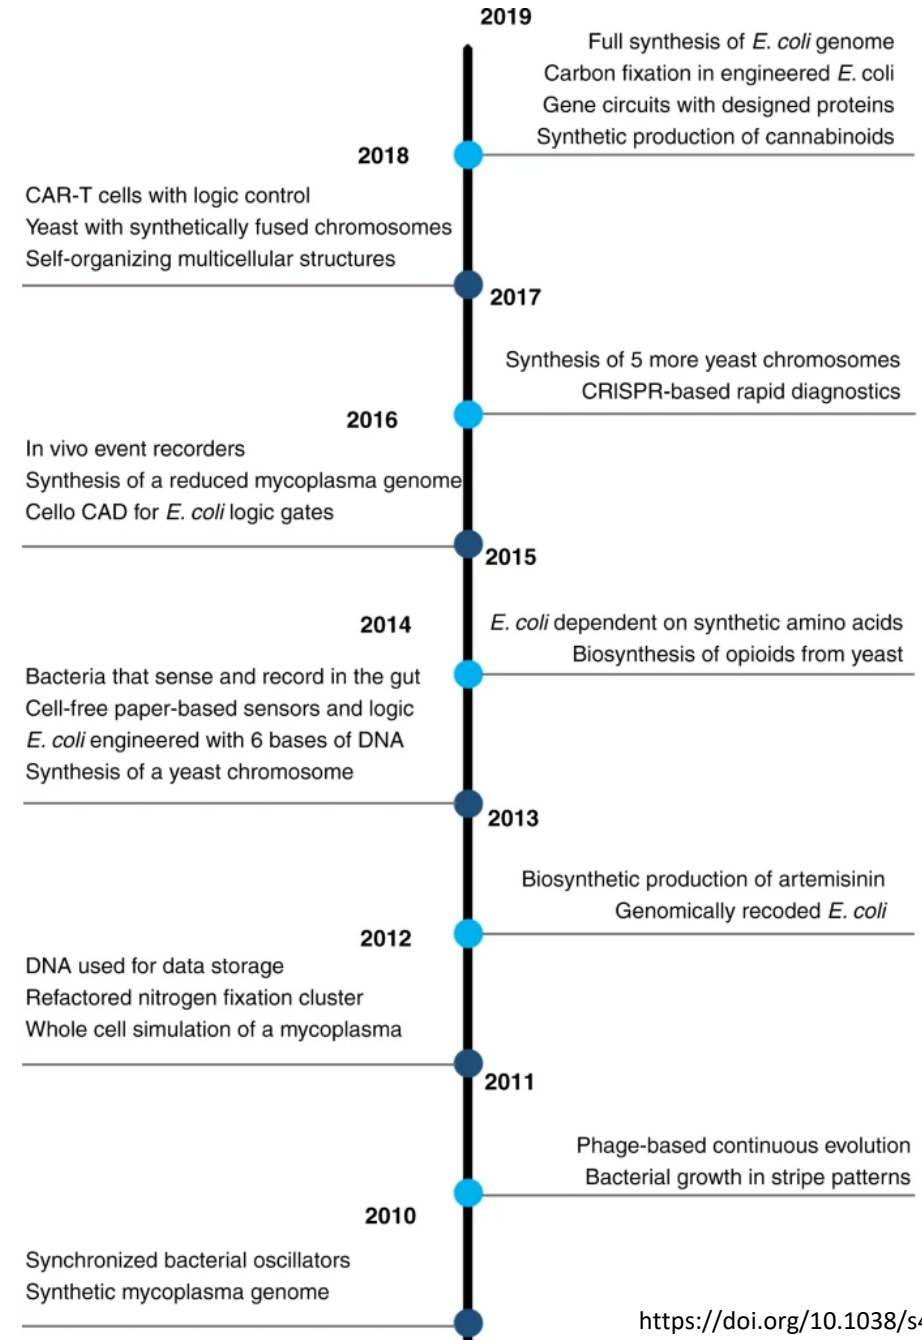 2019
Full synthesis of E. coli genome
Carbon fixation in engineered E. coli
Gene circuits with designed proteins
Synthetic production of cannabinoids
2018
CAR-T cells with logic control
Yeast with synthetically fused chromosomes
Self-organizing multicellular structures
2017
Synthesis of 5 more yeast chromosomes
CRISPR-based rapid diagnostics
2016
In vivo event recorders
Synthesis of a reduced mycoplasma genome
Cello CAD for E. coli logic gates
2015
E. coli dependent on synthetic amino acids
Biosynthesis of opioids from yeast
2014
Bacteria that sense and record in the gut
Cell-free paper-based sensors and logic
E. coli engineered with 6 bases of DNA
Synthesis of a yeast chromosome
2013
Biosynthetic production of artemisinin
Genomically recoded E. coli
2012
DNA used for data storage
Refactored nitrogen fixation cluster
Whole cell simulation of a mycoplasma
2011
Phage-based continuous evolution
Bacterial growth in stripe patterns
2010
Synchronized bacterial oscillators
Synthetic mycoplasma genome
https://doi.org/10.1038/s4